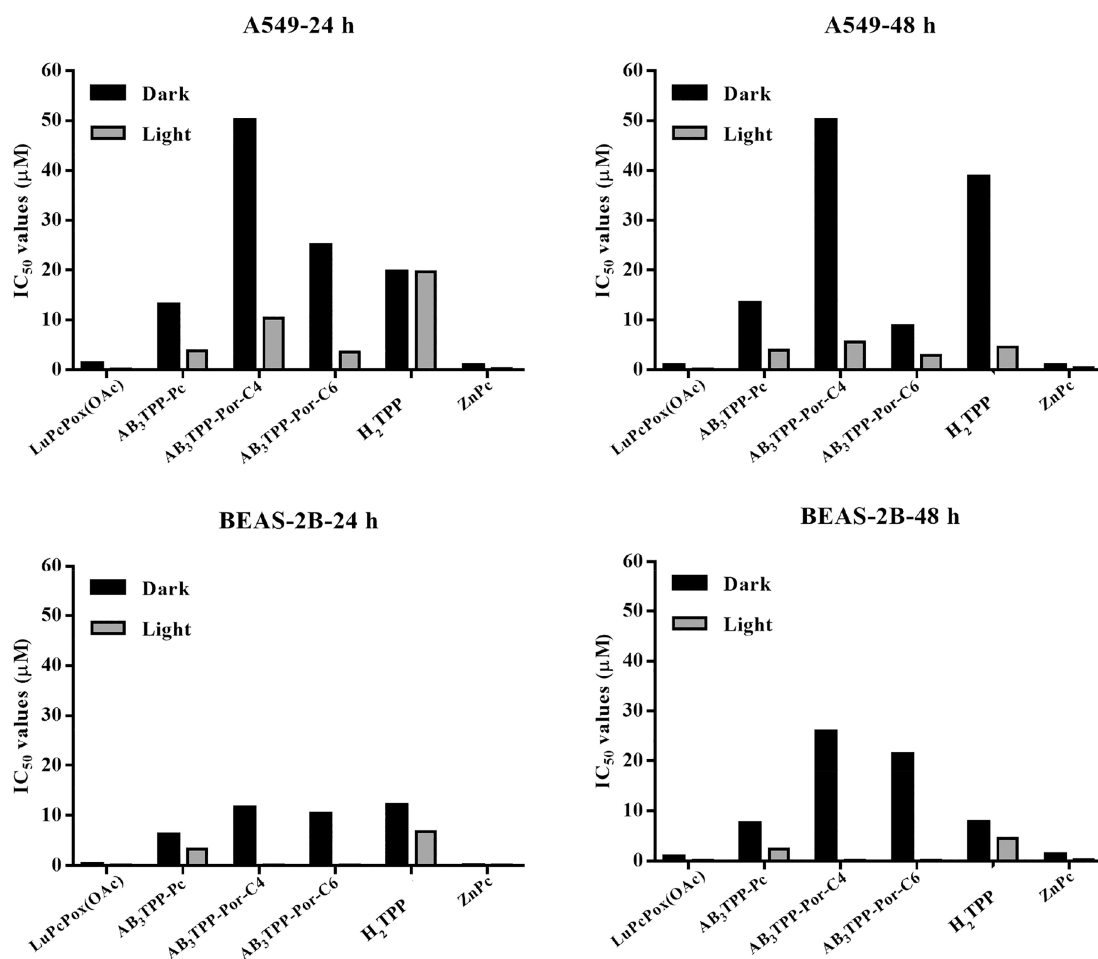 A549-24 h
60
50
40
30
20
10
0
IC₅₀ values (μM)
Dark
Light
LuPcPox(OAc)
AB₃TPP-Pc
AB₃TPP-Por-C4
AB₃TPP-Por-C6
H₂TPP
ZnPc
A549-48 h
60
50
40
30
20
10
0
IC₅₀ values (μM)
Dark
Light
LuPcPox(OAc)
AB₃TPP-Pc
AB₃TPP-Por-C4
AB₃TPP-Por-C6
H₂TPP
ZnPc
BEAS-2B-24 h
60
50
40
30
20
10
0
IC₅₀ values (μM)
Dark
Light
LuPcPox(OAc)
AB₃TPP-Pc
AB₃TPP-Por-C4
AB₃TPP-Por-C6
H₂TPP
ZnPc
BEAS-2B-48 h
60
50
40
30
20
10
0
IC₅₀ values (μM)
Dark
Light
LuPcPox(OAc)
AB₃TPP-Pc
AB₃TPP-Por-C4
AB₃TPP-Por-C6
H₂TPP
ZnPc